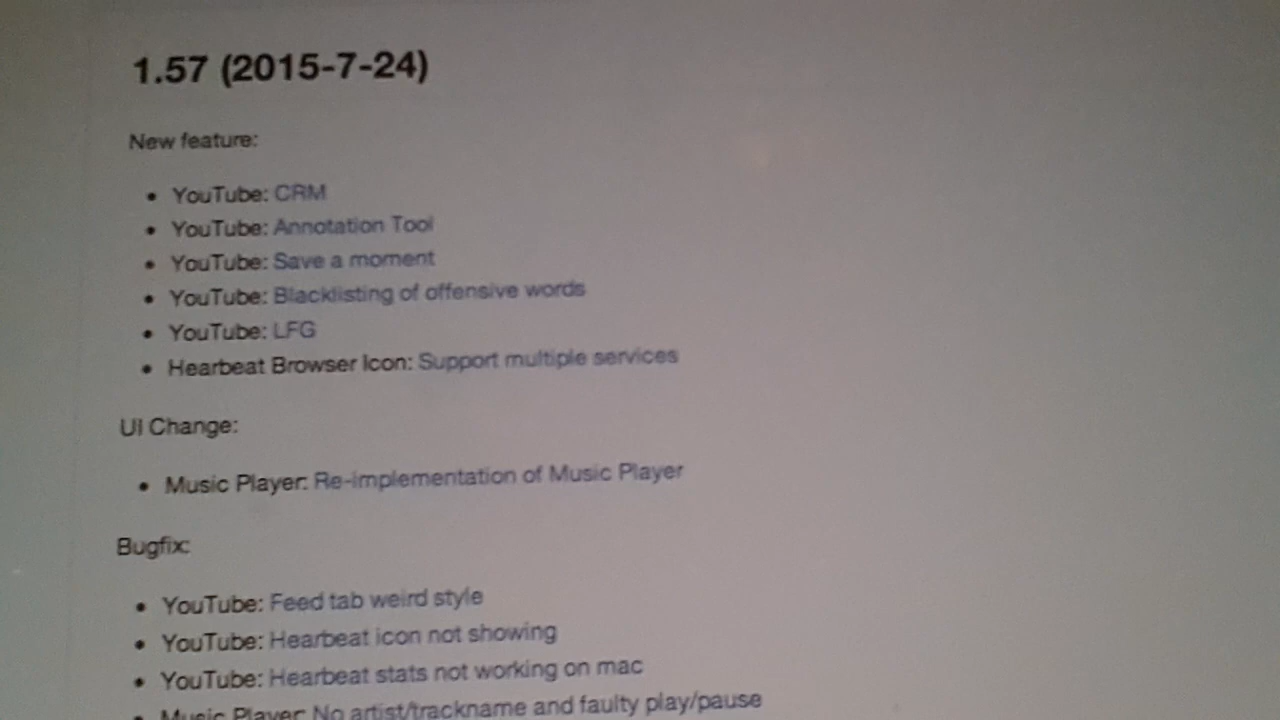 1.57 (2015-7-24)
New feature:
• YouTube: CRM
• YouTube: Annotation Tool
• YouTube: Save a moment
• YouTube: Blacklisting of offensive words
• YouTube: LFG
• Hearbeat Browser Icon: Support multiple services
UI Change:
• Music Player: Re-implementation of Music Player
Bugfix:
• YouTube: Feed tab weird style
• YouTube: Hearbeat icon not showing
• YouTube: Hearbeat stats not working on mac
• Music Player: No artist/trackname and faulty play/pause